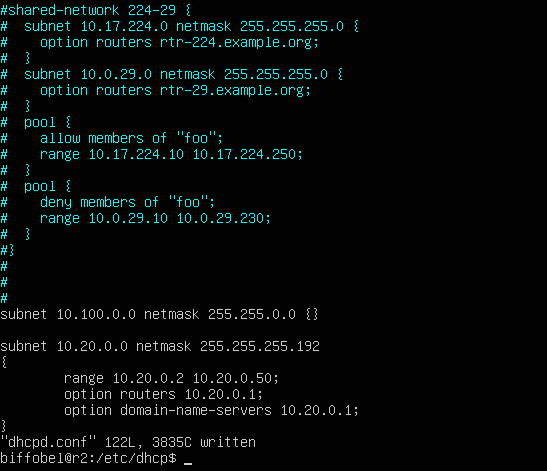 #shared-network 224-29 {
#  subnet 10.17.224.0 netmask 255.255.255.0 {
#    option routers rtr-224.example.org;
#  }
#  subnet 10.0.29.0 netmask 255.255.255.0 {
#    option routers rtr-29.example.org;
#  }
#  pool {
#    allow members of "foo";
#    range 10.17.224.10 10.17.224.250;
#  }
#  pool {
#    deny members of "foo";
#    range 10.0.29.10 10.0.29.230;
#  }
#}
#
#
#
subnet 10.100.0.0 netmask 255.255.0.0 {}

subnet 10.20.0.0 netmask 255.255.255.192
{
        range 10.20.0.2 10.20.0.50;
        option routers 10.20.0.1;
        option domain-name-servers 10.20.0.1;
}
"dhcpd.conf" 122L, 3835C written
biffobel@r2:/etc/dhcp$ _